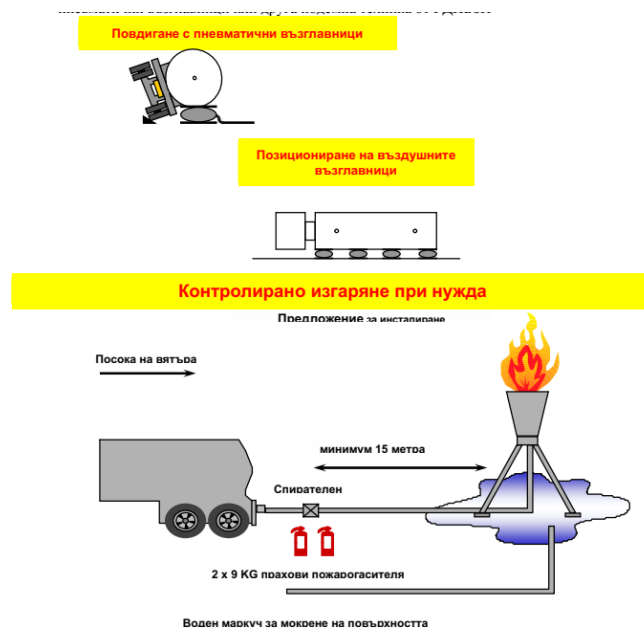 Повдигане с пневматични възглавници
Позициониране на въздушните
възглавници
Контролирано изгаряне при нужда
Предложение за инсталиране
Посока на вятъра
минимум 15 метра
Спирателен
2 x 9 KG прахови пожарогасителя
Воден маркуч за мокрене на повърхността